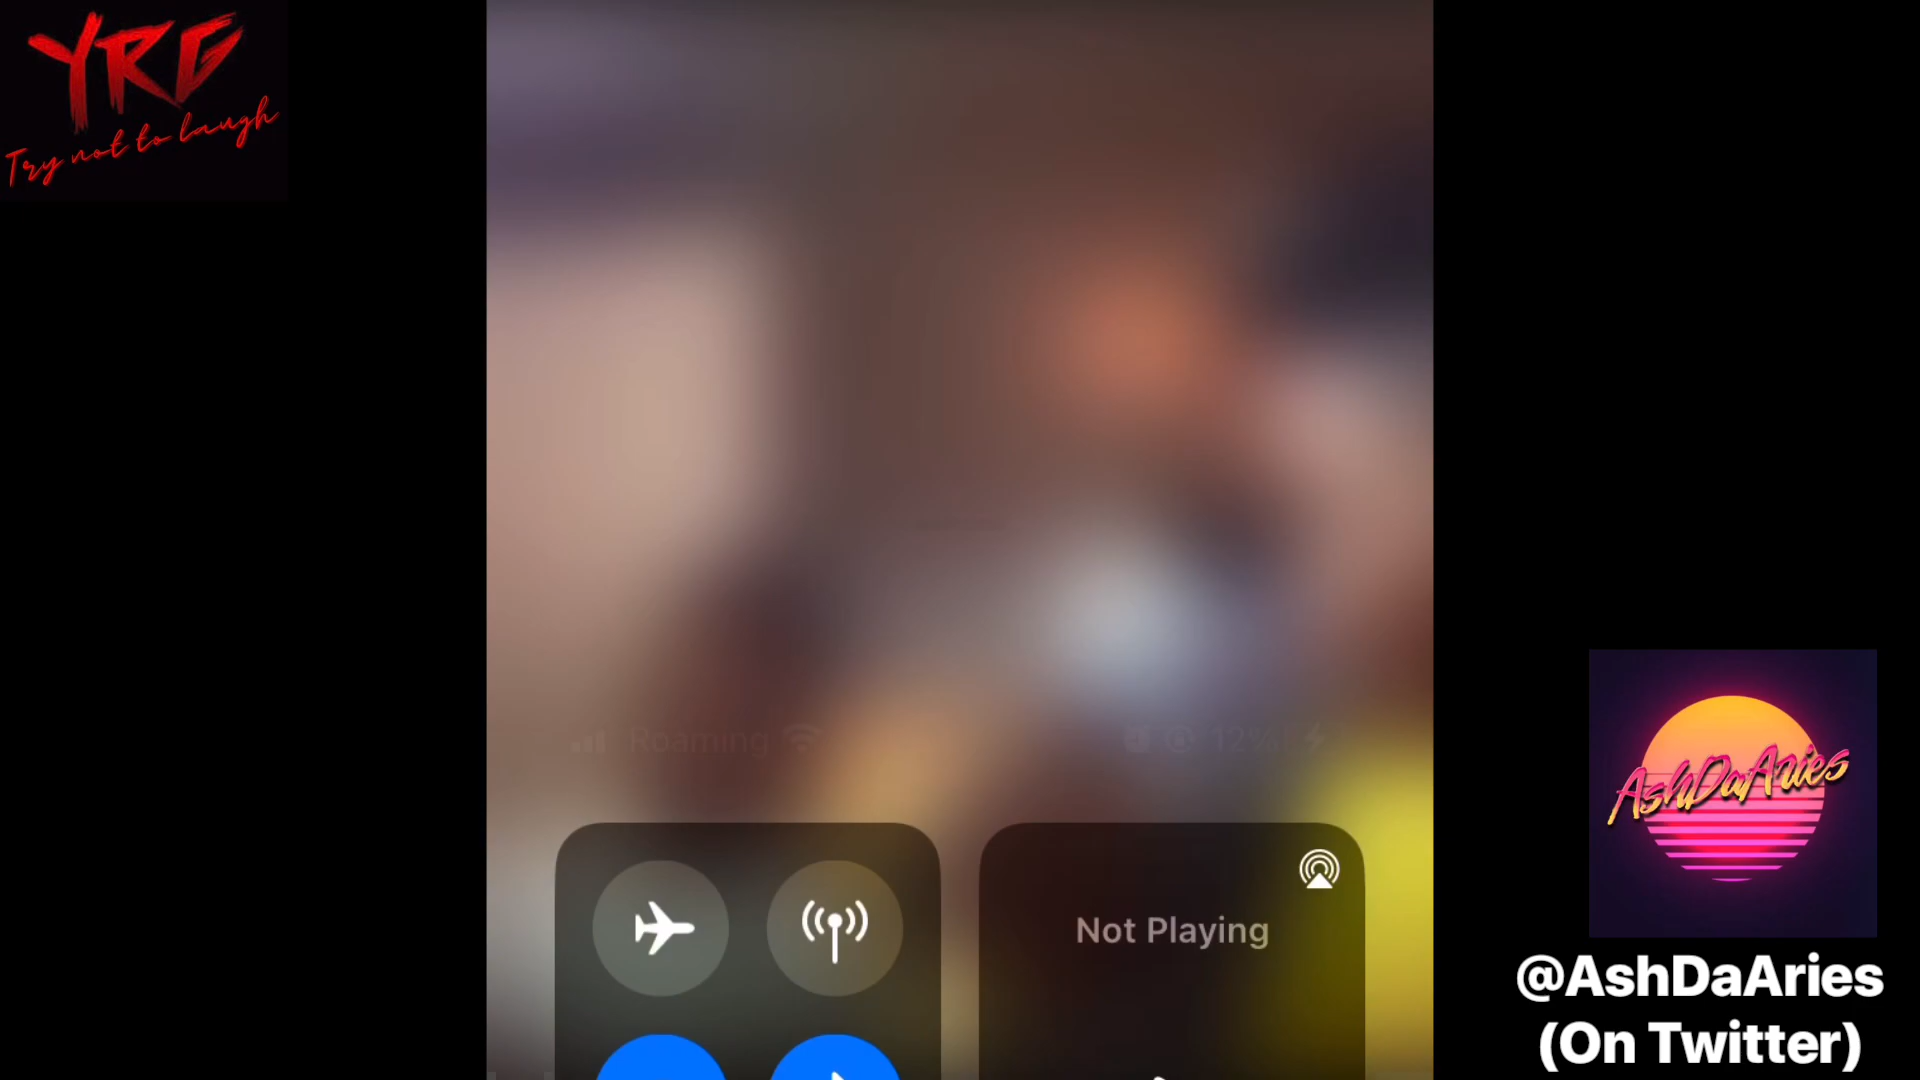 YRG
Try not to laugh
Roaming
12%
Not Playing
AshDaAries
@AshDaAries
(On Twitter)